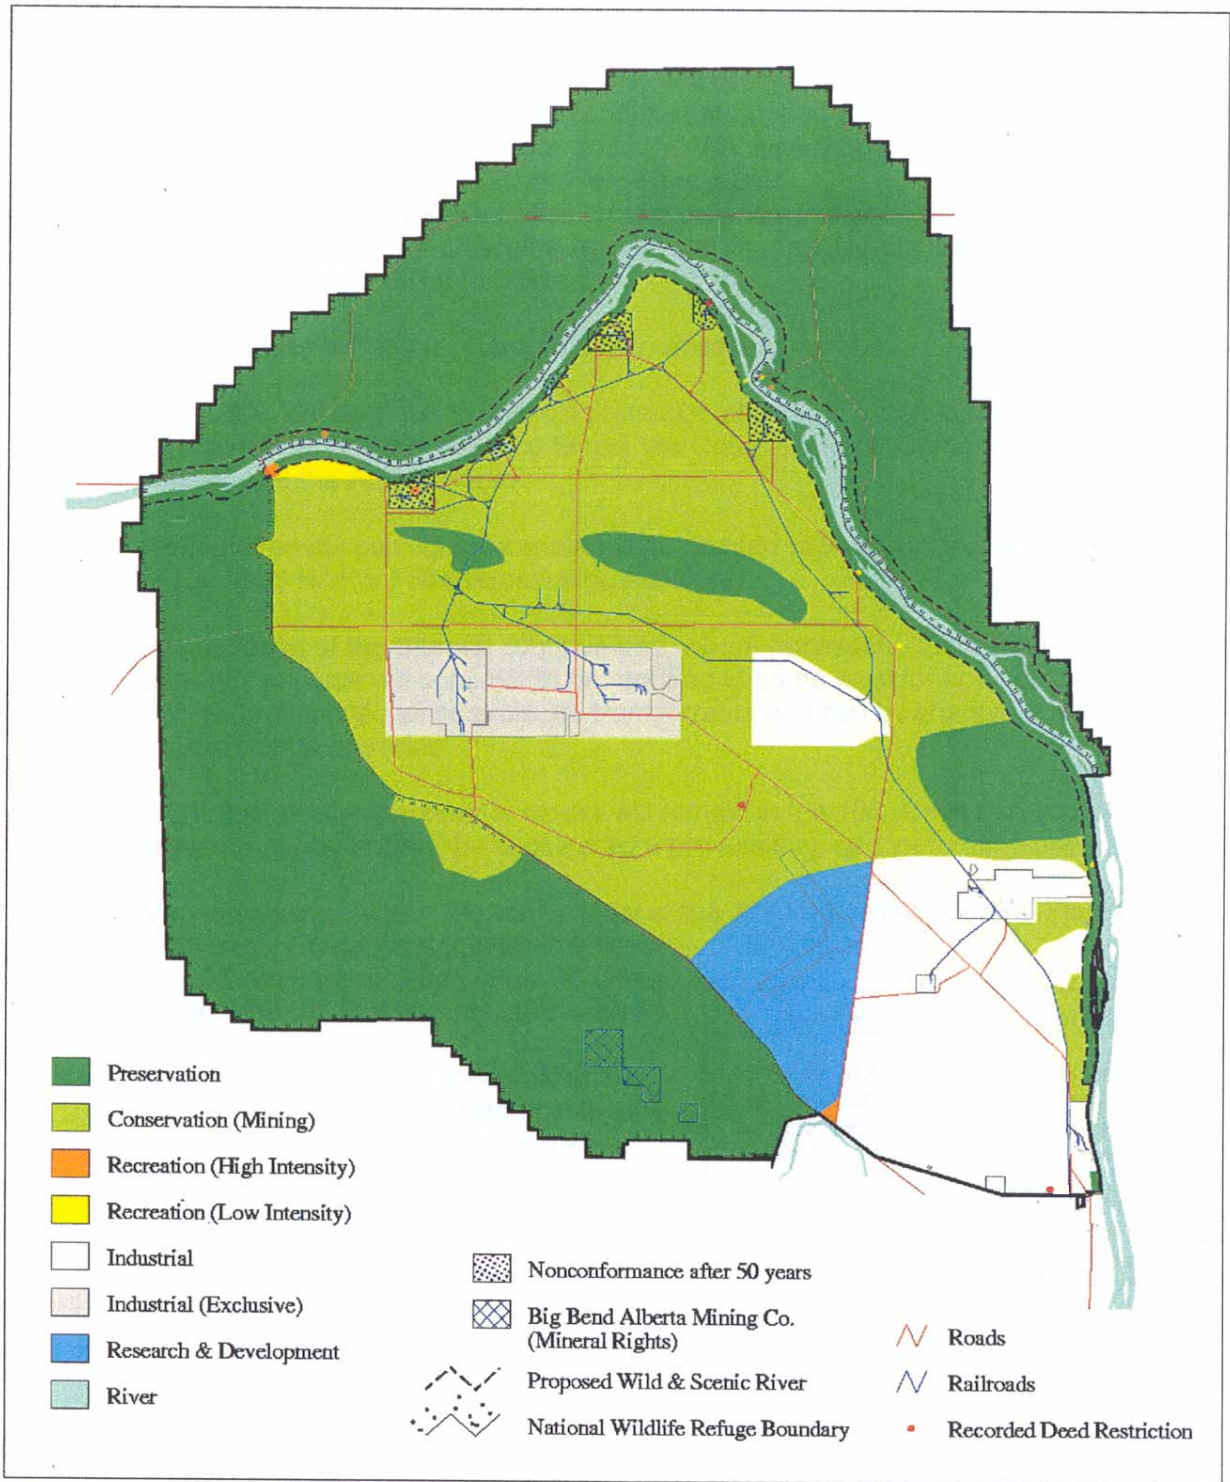 Preservation
Conservation (Mining)
Recreation (High Intensity)
Recreation (Low Intensity)
Industrial
Industrial (Exclusive)
Research & Development
River
Nonconformance after 50 years
Big Bend Alberta Mining Co.
(Mineral Rights)
Proposed Wild & Scenic River
National Wildlife Refuge Boundary
Roads
Railroads
Recorded Deed Restriction